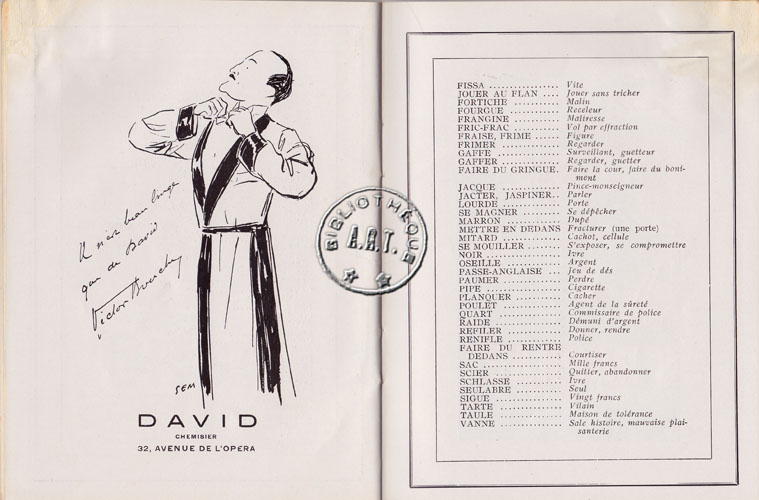 Il n'est beau linge
que de David
Victor Boucher
SEM
DAVID
CHEMISIER
32, AVENUE DE L'OPERA
BIBLIOTHÈQUE
A.R.T.
FISSA ................ Vite
JOUER AU FLAN .... Jouer sans tricher
FORTICHE .......... Malin
FOURGUE .......... Receleur
FRANGINE .......... Maîtresse
FRIC-FRAC .......... Vol par effraction
FRAISE, FRIME ...... Figure
FRIMER ............ Regarder
GAFFE .............. Surveillant, guetteur
GAFFER ............ Regarder, guetter
FAIRE DU GRINGUE. Faire la cour, faire du boni-
ment
JACQUE ............ Pince-monseigneur
JACTER, JASPINER.. Parler
LOURDE ............ Porte
SE MAGNER ........ Se dépêcher
MARRON ............ Dupé
METTRE EN DEDANS Fracturer (une porte)
MITARD ............ Cachot, cellule
SE MOUILLER ....... S'exposer, se compromettre
NOIR ................ Ivre
OSEILLE ............ Argent
PASSE-ANGLAISE ... Jeu de dés
PAUMER ............ Perdre
PIPE ................ Cigarette
PLANQUER .......... Cacher
POULET ............ Agent de la sûreté
QUART .............. Commissaire de police
RAIDE .............. Démuni d'argent
REFILER ............ Donner, rendre
RENIFLE ............ Police
FAIRE DU RENTRE
DEDANS ........... Courtiser
SAC ................ Mille francs
SCIER .............. Quitter, abandonner
SCHLASSE .......... Ivre
SEULABRE .......... Seul
SIGUE .............. Vingt francs
TARTE .............. Vilain
TAULE .............. Maison de tolérance
VANNE .............. Sale histoire, mauvaise plai-
santerie